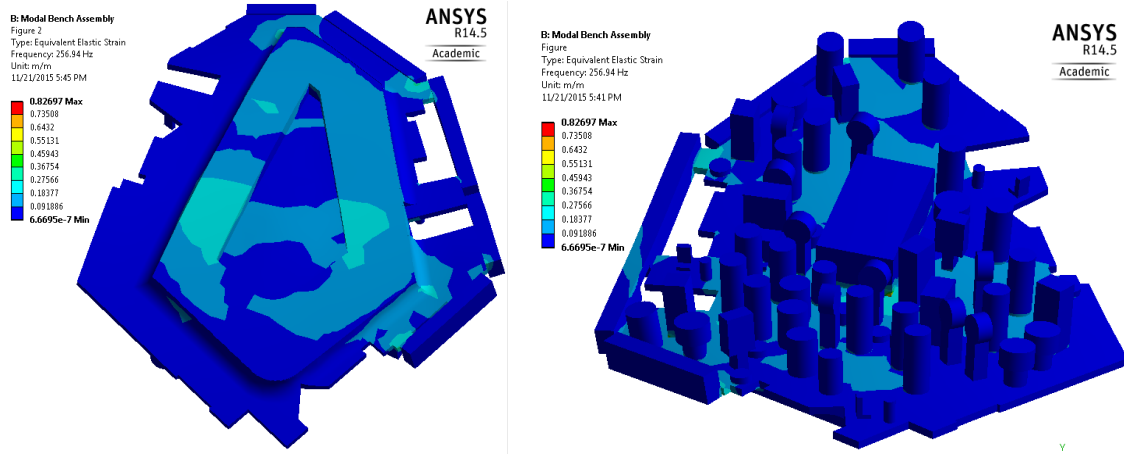 B: Modal Bench Assembly
Figure 2
Type: Equivalent Elastic Strain
Frequency: 256.94 Hz
Unit: m/m
11/21/2015 5:45 PM
0.82697 Max
0.73508
0.6432
0.55131
0.45943
0.36754
0.27566
0.18377
0.091886
6.6695e-7 Min
ANSYS
R14.5
Academic
B: Modal Bench Assembly
Figure
Type: Equivalent Elastic Strain
Frequency: 256.94 Hz
Unit: m/m
11/21/2015 5:41 PM
0.82697 Max
0.73508
0.6432
0.55131
0.45943
0.36754
0.27566
0.18377
0.091886
6.6695e-7 Min
ANSYS
R14.5
Academic
Y